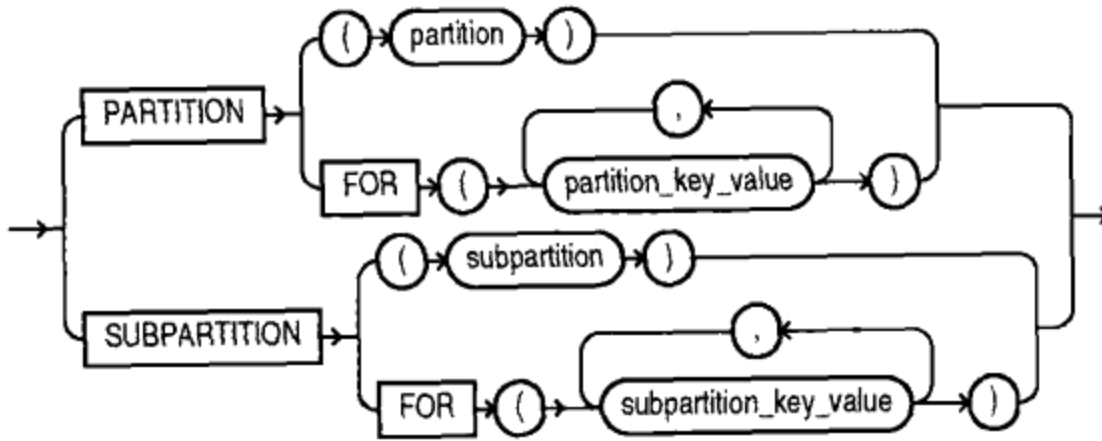 ( partition )
,
PARTITION
FOR ( partition_key_value )
( subpartition )
,
SUBPARTITION
FOR ( subpartition_key_value )